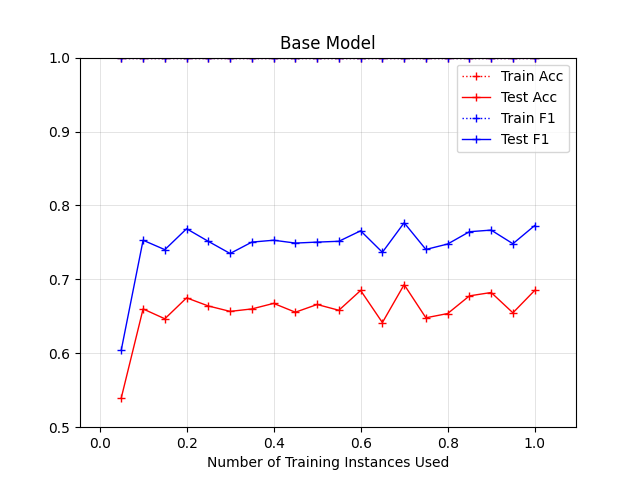 Base Model
1.0
0.9
0.8
0.7
0.6
0.5
Train Acc
Test Acc
Train F1
Test F1
0.0 0.2 0.4 0.6 0.8 1.0
Number of Training Instances Used